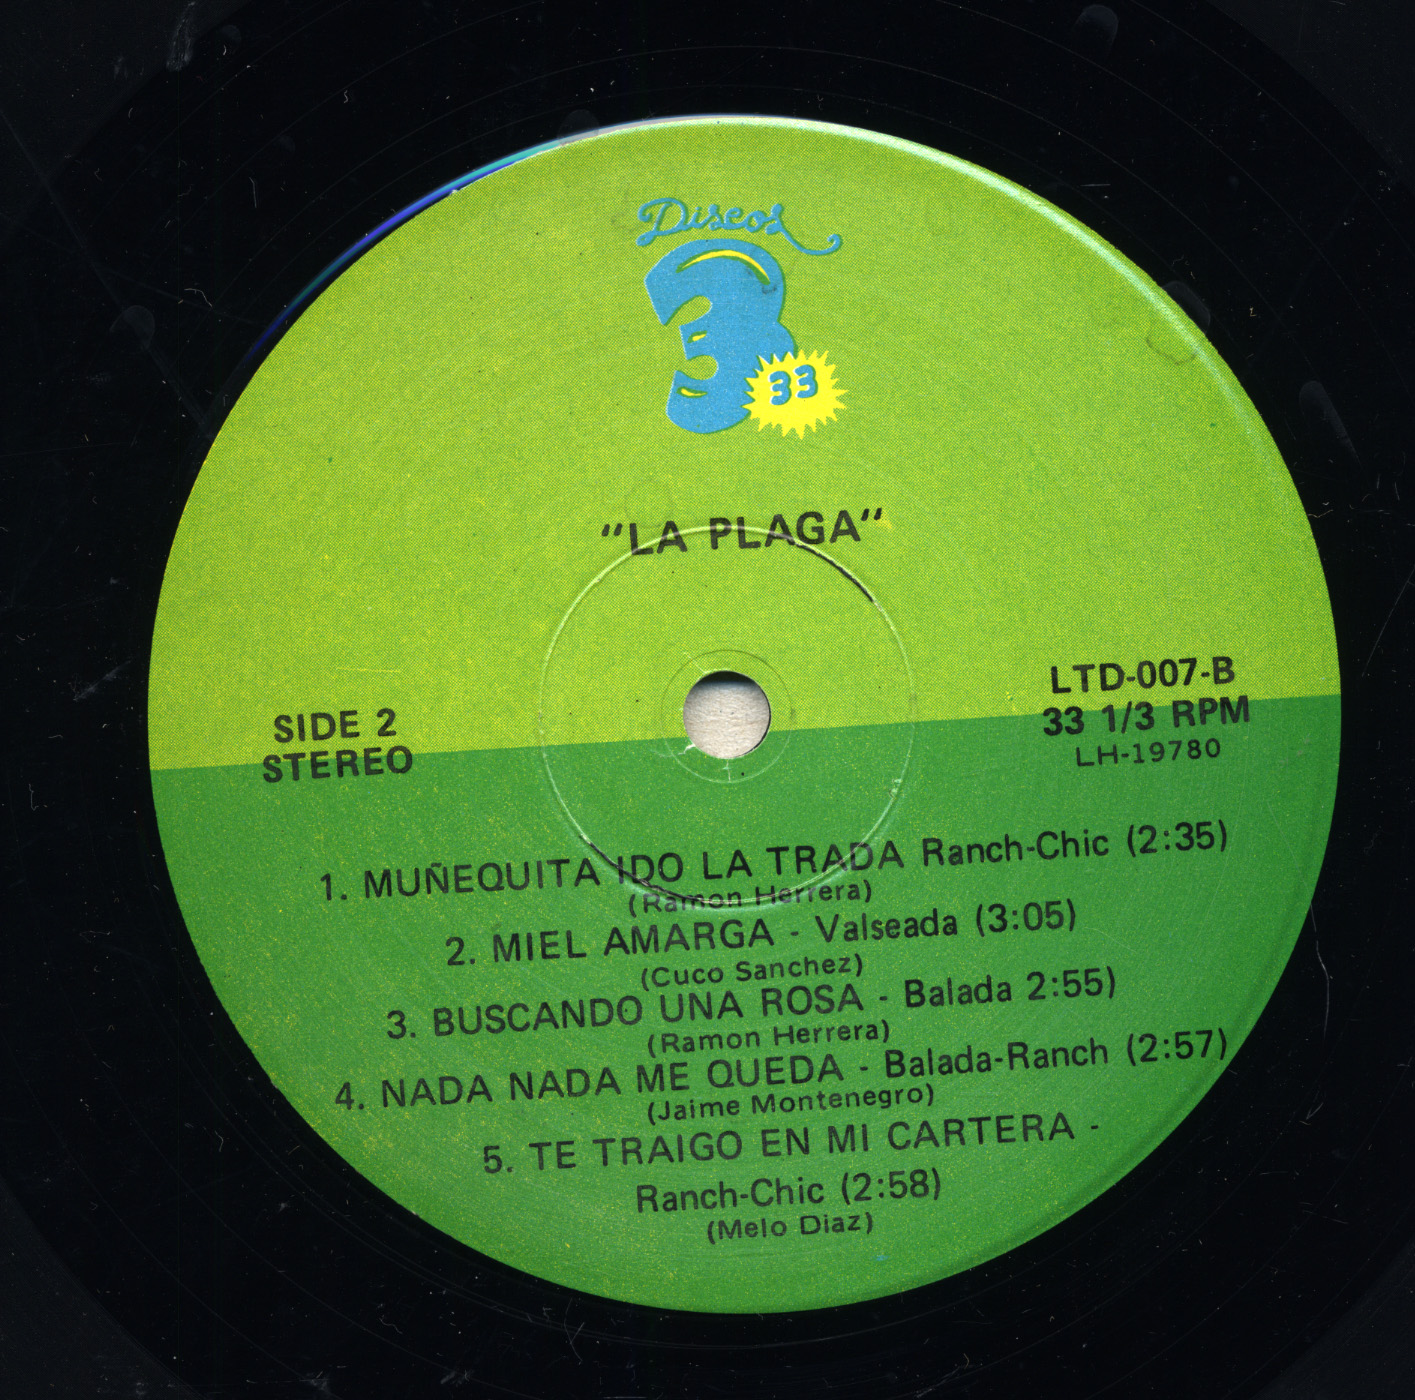 Discos
3
33
"LA PLAGA"
SIDE 2
STEREO
LTD-007-B
33 1/3 RPM
LH-19780
1. MUÑEQUITA IDO LA TRADA Ranch-Chic (2:35)
(Ramon Herrera)
2. MIEL AMARGA - Valseada (3:05)
(Cuco Sanchez)
3. BUSCANDO UNA ROSA - Balada 2:55)
(Ramon Herrera)
4. NADA NADA ME QUEDA - Balada-Ranch (2:57)
(Jaime Montenegro)
5. TE TRAIGO EN MI CARTERA -
Ranch-Chic (2:58)
(Melo Diaz)